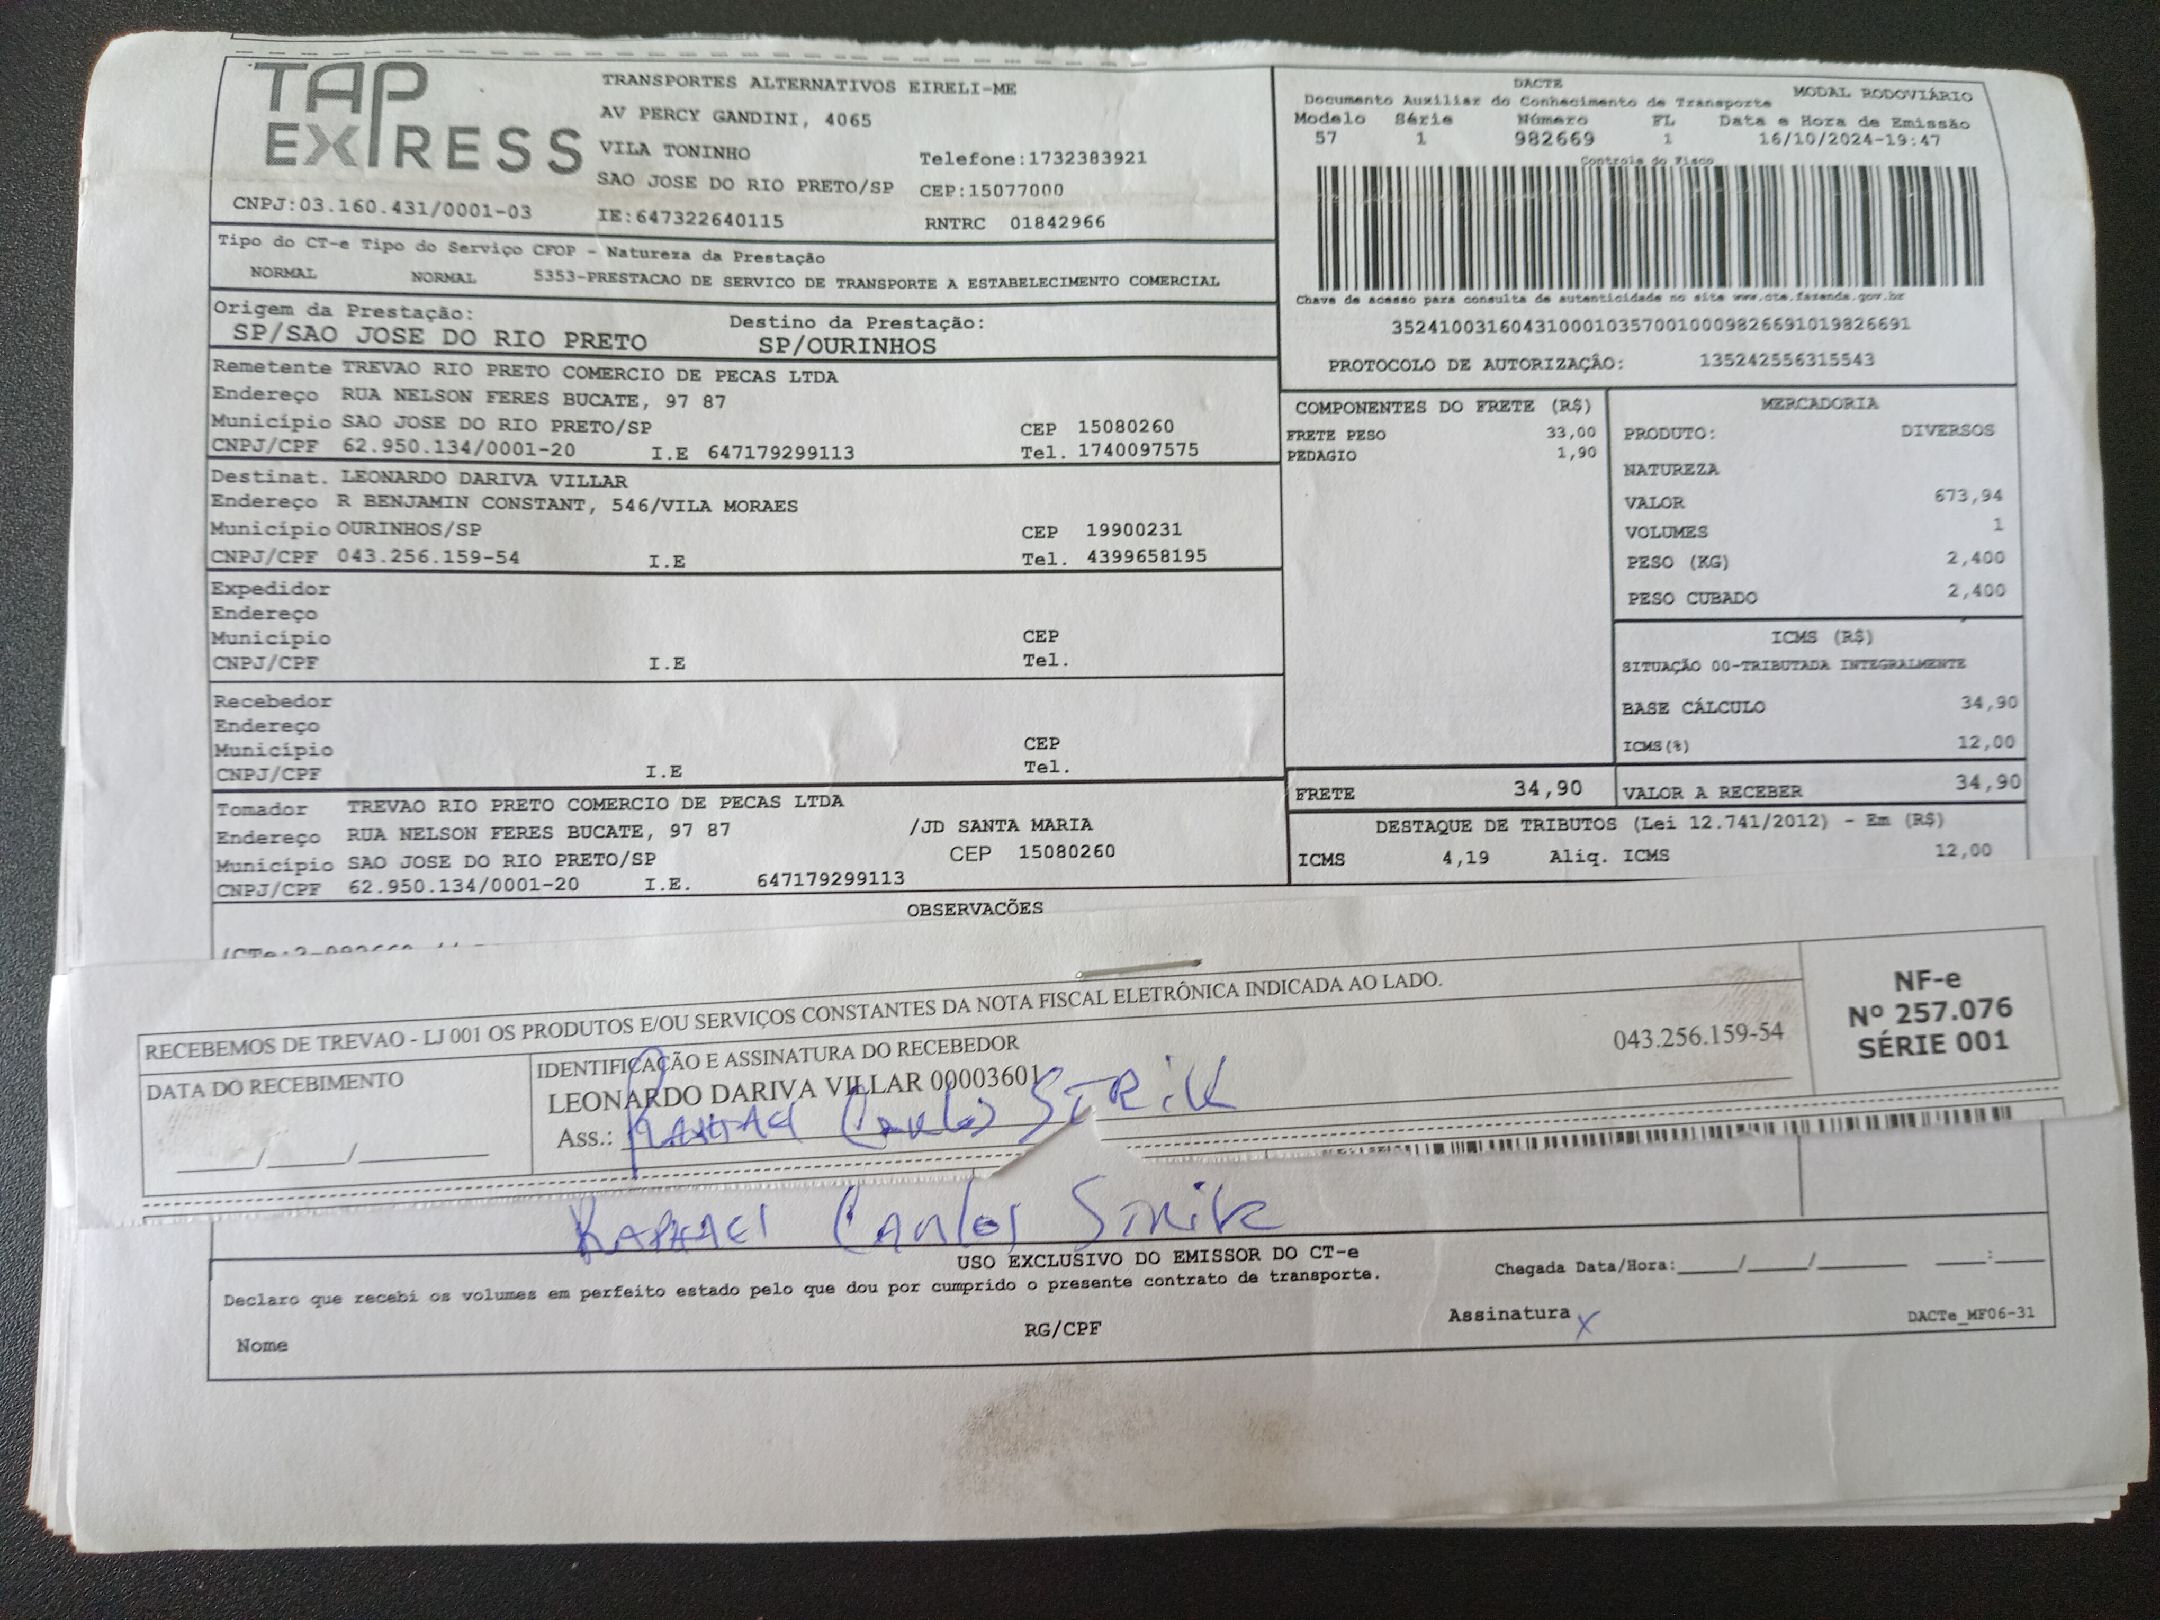 TAP EXPRESS
TRANSPORTES ALTERNATIVOS EIRELI-ME
AV PERCY GANDINI, 4065
VILA TONINHO
Telefone:1732383921
SAO JOSE DO RIO PRETO/SP CEP:15077000
CNPJ:03.160.431/0001-03
IE:647322640115
RNTRC 01842966
DACTE
MODAL RODOVIÁRIO
Documento Auxiliar do Conhecimento de Transporte
Modelo Série Número FL Data e Hora de Emissão
57 1 982669 1 16/10/2024-19:47
Controle do Fisco
Chave de acesso para consulta de autenticidade no site www.cte.fazenda.gov.br
35241003160431000103570010009826691019826691
PROTOCOLO DE AUTORIZAÇÂO: 135242556315543
Tipo do CT-e Tipo do Serviço CFOP - Natureza da Prestação
NORMAL NORMAL 5353-PRESTACAO DE SERVICO DE TRANSPORTE A ESTABELECIMENTO COMERCIAL
Origem da Prestação: Destino da Prestação:
SP/SAO JOSE DO RIO PRETO SP/OURINHOS
Remetente TREVAO RIO PRETO COMERCIO DE PECAS LTDA
Endereço RUA NELSON FERES BUCATE, 97 87
Município SAO JOSE DO RIO PRETO/SP CEP 15080260
CNPJ/CPF 62.950.134/0001-20 I.E 647179299113 Tel. 1740097575
Destinat. LEONARDO DARIVA VILLAR
Endereço R BENJAMIN CONSTANT, 546/VILA MORAES
Município OURINHOS/SP CEP 19900231
CNPJ/CPF 043.256.159-54 I.E Tel. 4399658195
Expedidor
Endereço
Município CEP
CNPJ/CPF I.E Tel.
Recebedor
Endereço
Município CEP
CNPJ/CPF I.E Tel.
Tomador TREVAO RIO PRETO COMERCIO DE PECAS LTDA
Endereço RUA NELSON FERES BUCATE, 97 87 /JD SANTA MARIA
Município SAO JOSE DO RIO PRETO/SP CEP 15080260
CNPJ/CPF 62.950.134/0001-20 I.E. 647179299113
COMPONENTES DO FRETE (R$)
FRETE PESO 33,00
PEDAGIO 1,90
MERCADORIA
PRODUTO: DIVERSOS
NATUREZA
VALOR 673,94
VOLUMES 1
PESO (KG) 2,400
PESO CUBADO 2,400
ICMS (R$)
SITUAÇÃO 00-TRIBUTADA INTEGRALMENTE
BASE CÁLCULO 34,90
ICMS(%) 12,00
FRETE 34,90 VALOR A RECEBER 34,90
DESTAQUE DE TRIBUTOS (Lei 12.741/2012) - Em (R$)
ICMS 4,19 Aliq. ICMS 12,00
OBSERVACÕES
RECEBEMOS DE TREVAO - LJ 001 OS PRODUTOS E/OU SERVIÇOS CONSTANTES DA NOTA FISCAL ELETRÔNICA INDICADA AO LADO.
DATA DO RECEBIMENTO
___/___/_____
IDENTIFICAÇÃO E ASSINATURA DO RECEBEDOR
LEONARDO DARIVA VILLAR 00003601
043.256.159-54
Ass.: Raphael Carlos Strik
NF-e
Nº 257.076
SÉRIE 001
Raphael Carlos Strik
USO EXCLUSIVO DO EMISSOR DO CT-e
Declaro que recebi os volumes em perfeito estado pelo que dou por cumprido o presente contrato de transporte.
Chegada Data/Hora:____/____/______ ___:___
Nome
RG/CPF
Assinatura x
DACTe_MF06-31